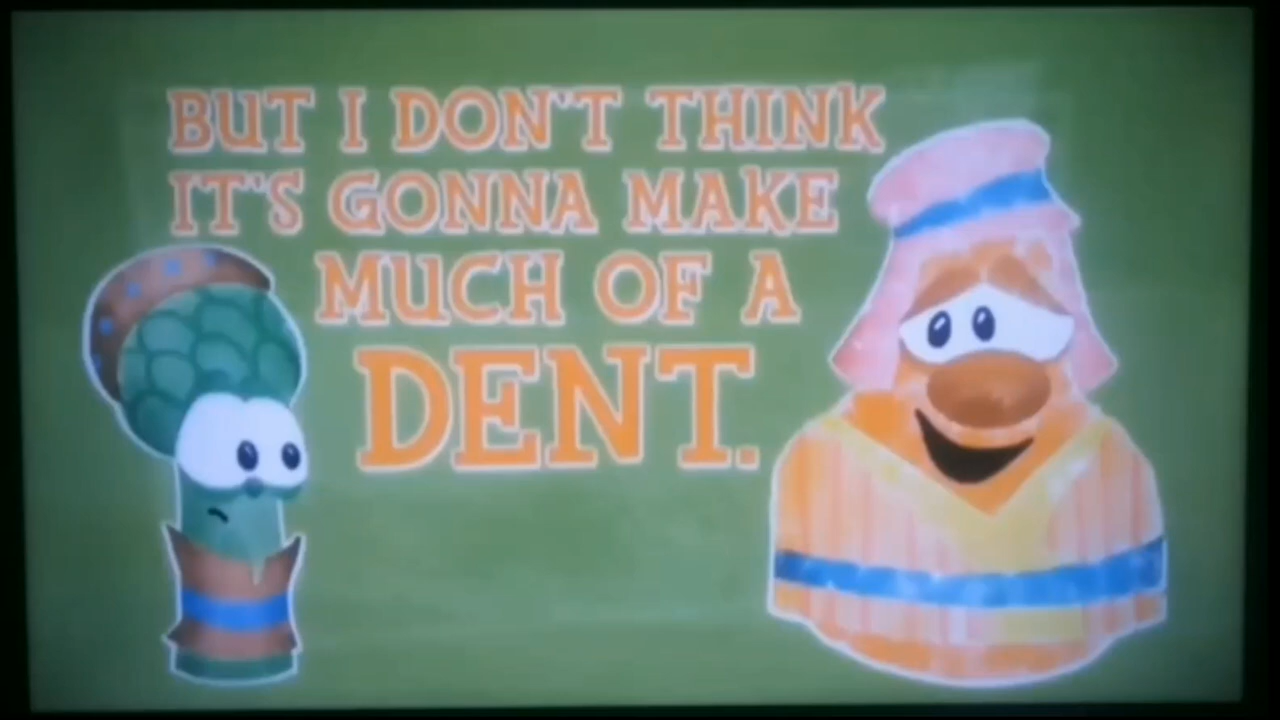 BUT I DON'T THINK
IT'S GONNA MAKE
MUCH OF A
DENT.